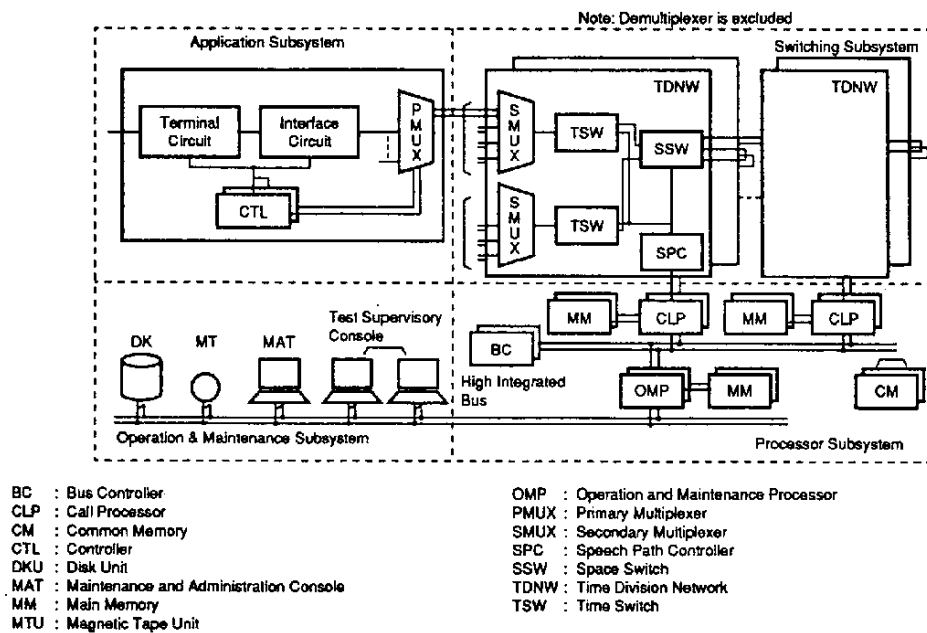 Note: Demultiplexer is excluded
Application Subsystem
Switching Subsystem
TDNW
TDNW
Terminal
Circuit
Interface
Circuit
PMUX
CTL
SMUX
TSW
SSW
SMUX
TSW
SPC
MM
CLP
MM
CLP
BC
High Integrated
Bus
OMP
MM
CM
Test Supervisory
Console
DK
MT
MAT
Operation & Maintenance Subsystem
Processor Subsystem
BC : Bus Controller
CLP : Call Processor
CM : Common Memory
CTL : Controller
DKU : Disk Unit
MAT : Maintenance and Administration Console
MM : Main Memory
MTU : Magnetic Tape Unit
OMP : Operation and Maintenance Processor
PMUX : Primary Multiplexer
SMUX : Secondary Multiplexer
SPC : Speech Path Controller
SSW : Space Switch
TDNW : Time Division Network
TSW : Time Switch